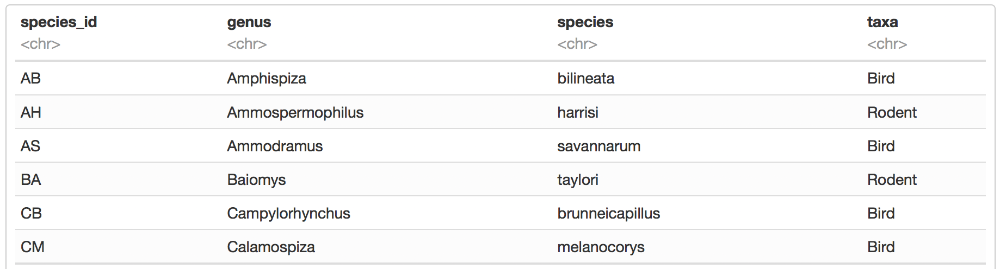 species_id genus species taxa
<chr> <chr> <chr> <chr>
AB Amphispiza bilineata Bird
AH Ammospermophilus harrisi Rodent
AS Ammodramus savannarum Bird
BA Baiomys taylori Rodent
CB Campylorhynchus brunneicapillus Bird
CM Calamospiza melanocorys Bird